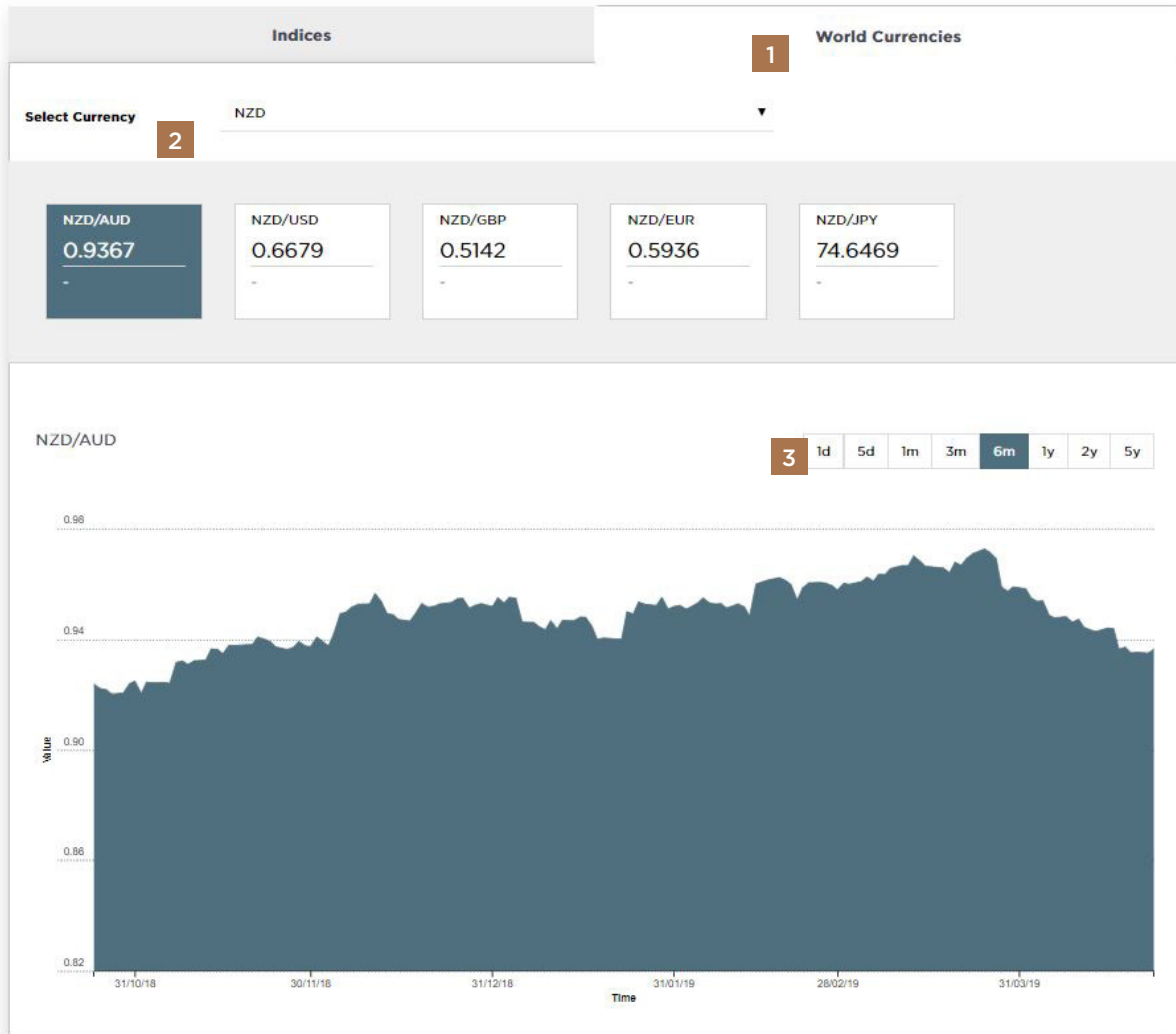 Indices
World Currencies
1
Select Currency
NZD ▼
2
NZD/AUD
0.9367
-
NZD/USD
0.6679
-
NZD/GBP
0.5142
-
NZD/EUR
0.5936
-
NZD/JPY
74.6469
-
NZD/AUD
3
1d 5d 1m 3m 6m 1y 2y 5y
0.98
0.94
0.90
0.86
0.82
Value
31/10/18 30/11/18 31/12/18 31/01/19 28/02/19 31/03/19
Time